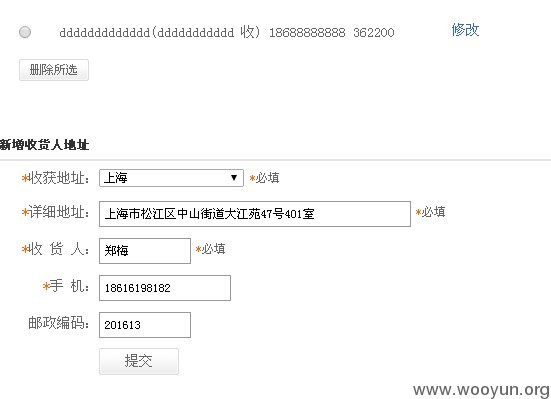 ddddddddddddd(ddddddddddd 收) 18688888888 362200 修改
删除所选
新增收货人地址
*收获地址: 上海 ▼ *必填
*详细地址: 上海市松江区中山街道大江苑47号401室 *必填
*收 货 人: 郑梅 *必填
*手 机: 18616198182
邮政编码: 201613
提交
www.wooyun.org